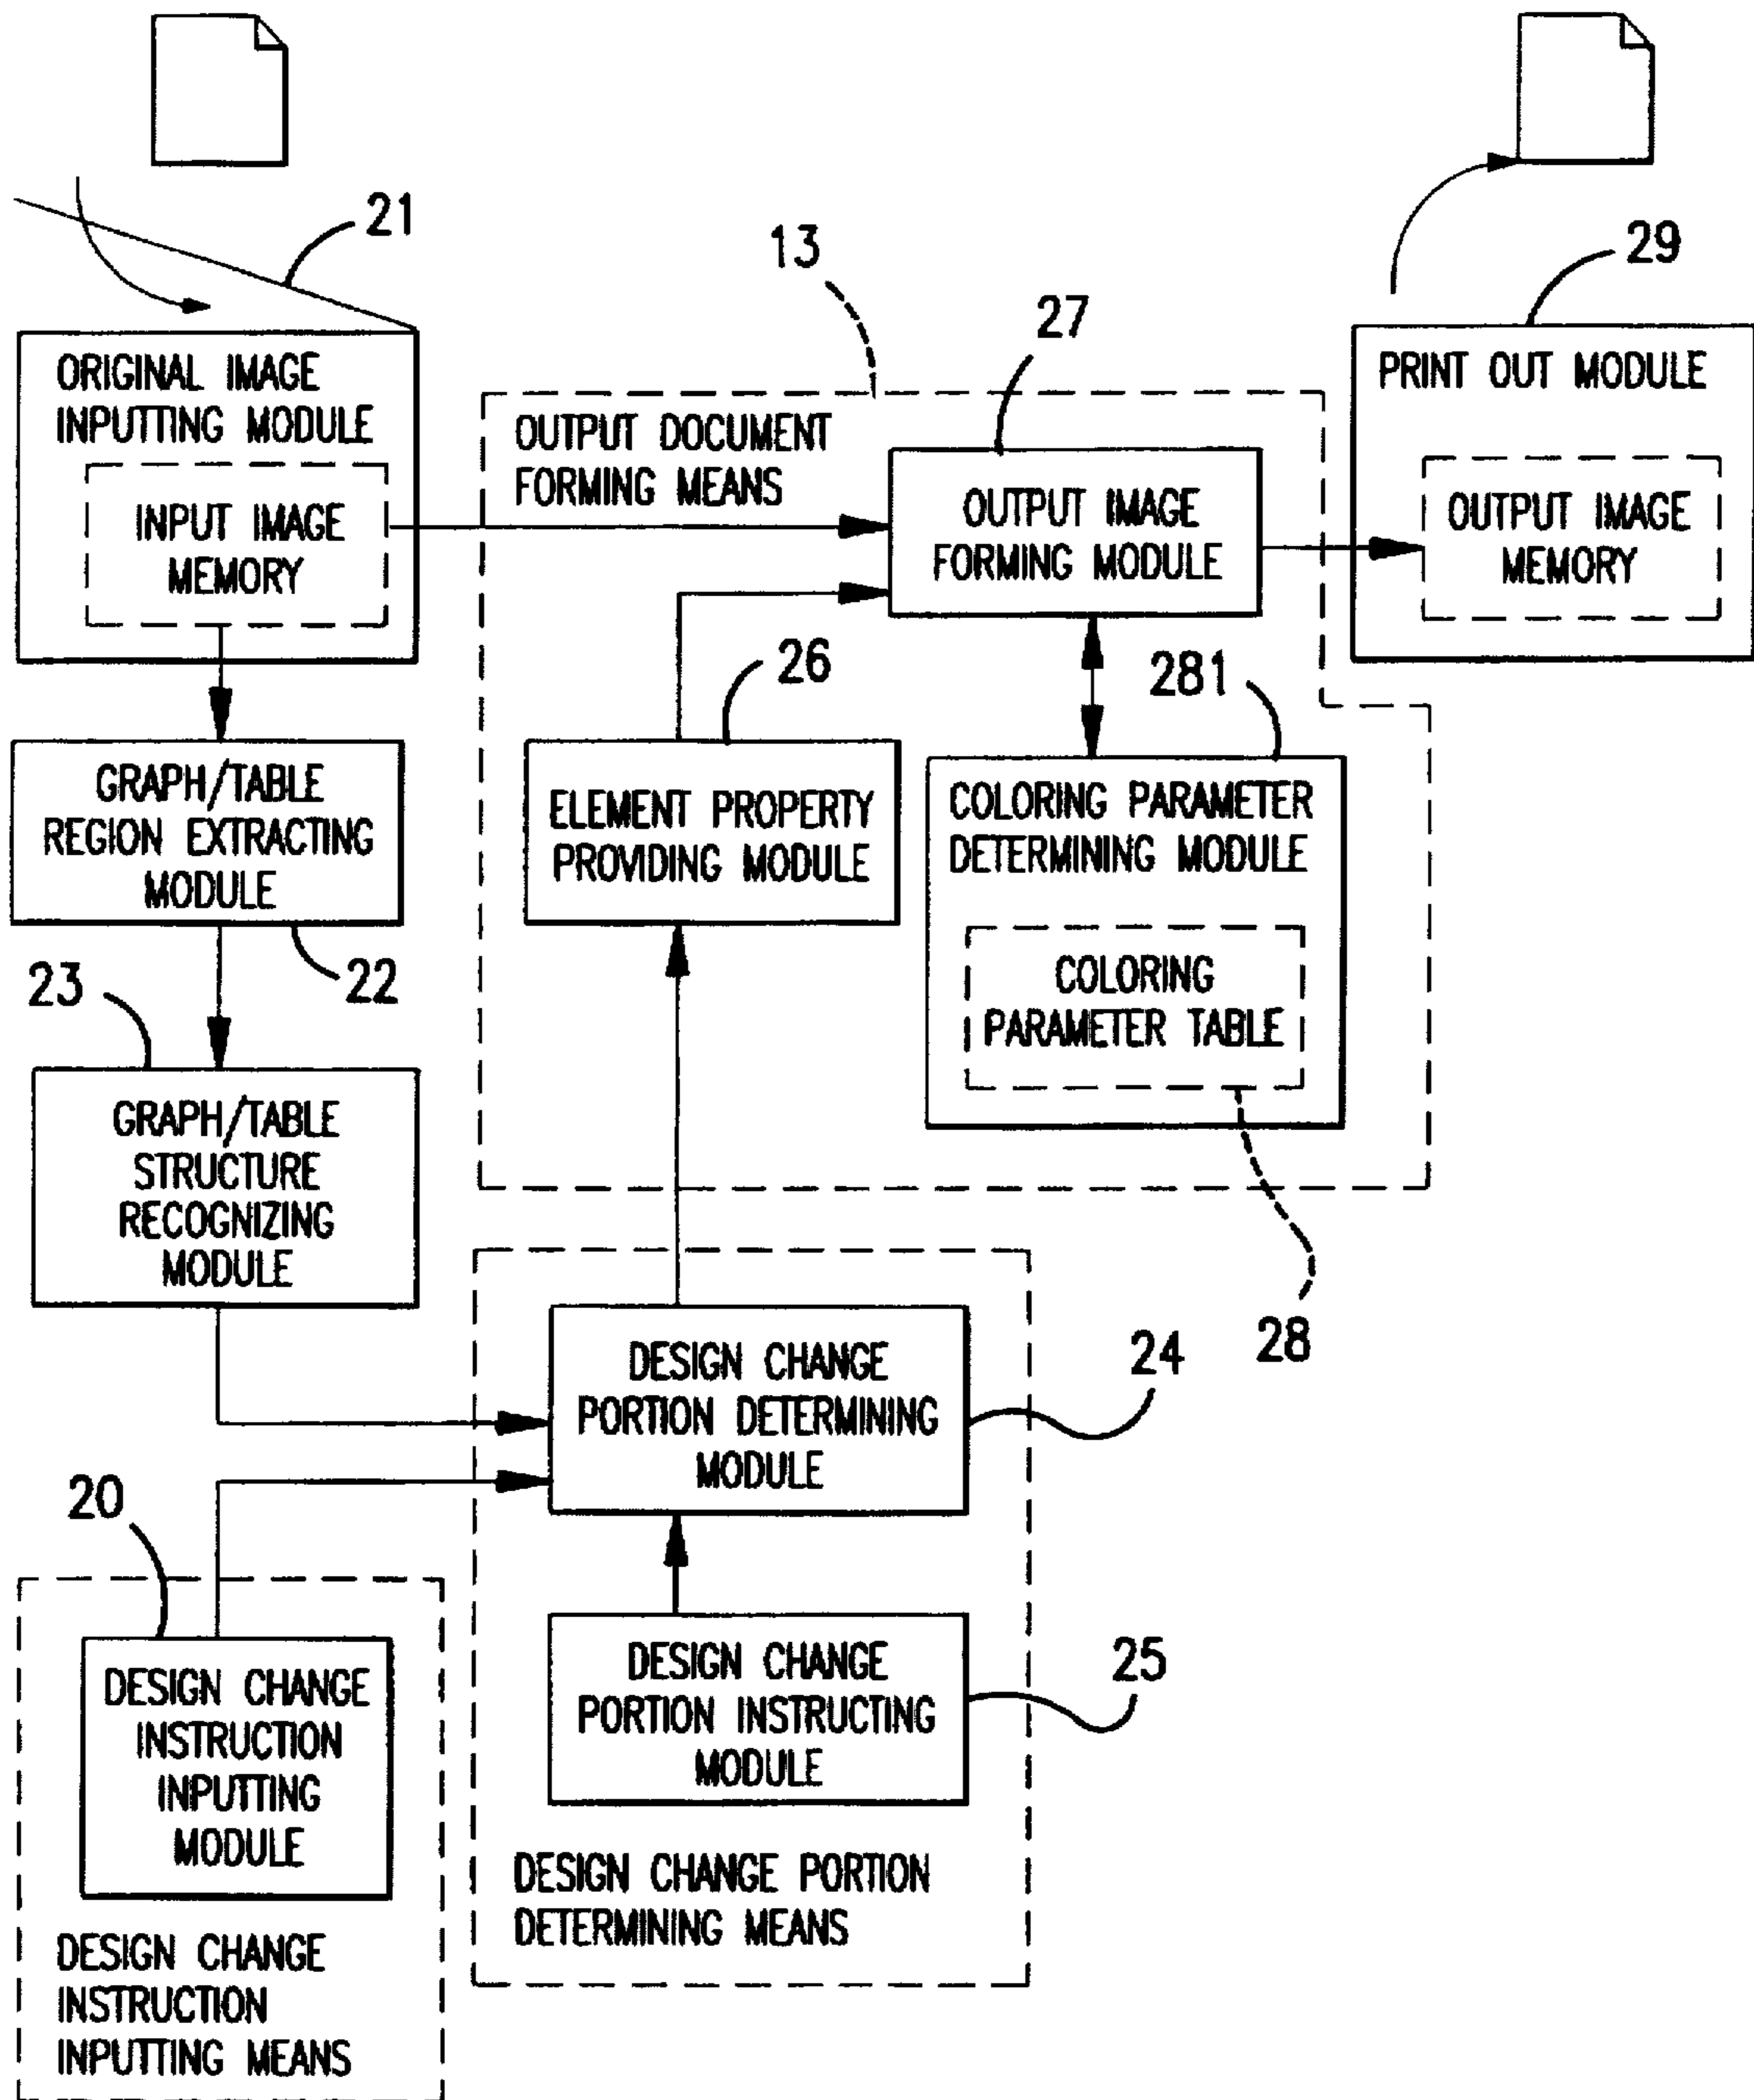 21
ORIGINAL IMAGE
INPUTTING MODULE
INPUT IMAGE
MEMORY
13
OUTPUT DOCUMENT
FORMING MEANS
27
OUTPUT IMAGE
FORMING MODULE
29
PRINT OUT MODULE
OUTPUT IMAGE
MEMORY
GRAPH/TABLE
REGION EXTRACTING
MODULE
22
26
ELEMENT PROPERTY
PROVIDING MODULE
281
COLORING PARAMETER
DETERMINING MODULE
COLORING
PARAMETER TABLE
28
23
GRAPH/TABLE
STRUCTURE
RECOGNIZING
MODULE
DESIGN CHANGE
PORTION DETERMINING
MODULE
24
20
DESIGN CHANGE
INSTRUCTION
INPUTTING
MODULE
DESIGN CHANGE
INSTRUCTION
INPUTTING MEANS
DESIGN CHANGE
PORTION INSTRUCTING
MODULE
25
DESIGN CHANGE PORTION
DETERMINING MEANS